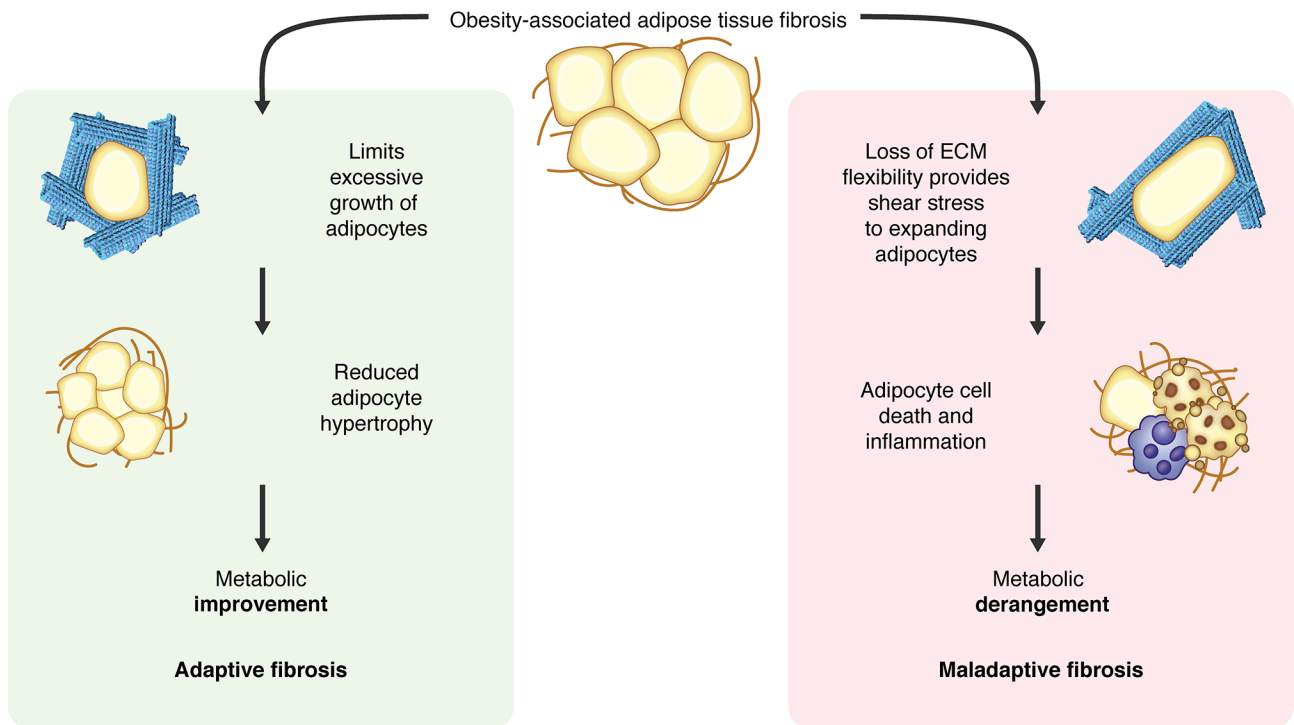 Obesity-associated adipose tissue fibrosis
Limits
excessive
growth of
adipocytes
Reduced
adipocyte
hypertrophy
Metabolic
improvement
Adaptive fibrosis
Loss of ECM
flexibility provides
shear stress
to expanding
adipocytes
Adipocyte cell
death and
inflammation
Metabolic
derangement
Maladaptive fibrosis